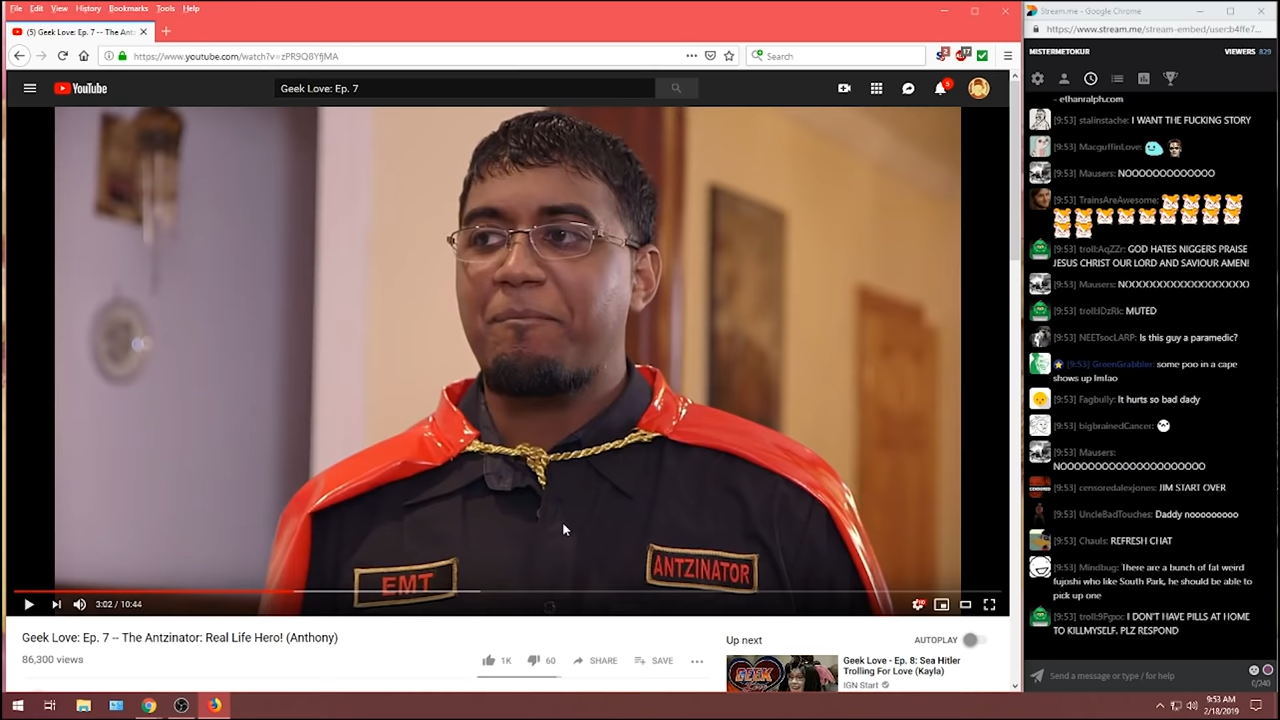 File Edit View History Bookmarks Tools Help
(5) Geek Love: Ep. 7 -- The Ant:
https://www.youtube.com/watch?v=zPR9Q8YfjMA
Search
2
17
YouTube
Geek Love: Ep. 7
5
EMT
ANTZINATOR
3:02 / 10:44
Geek Love: Ep. 7 -- The Antzinator: Real Life Hero! (Anthony)
86,300 views
1K
60
SHARE
SAVE
Up next
AUTOPLAY
Geek Love - Ep. 8: Sea Hitler
Trolling For Love (Kayla)
IGN Start
GEEK
Stream.me - Google Chrome
https://www.stream.me/stream-embed/user:b4ffe7...
MISTERMETOKUR
VIEWERS 829
- ethanralph.com
[9:53] stalinstache: I WANT THE FUCKING STORY
[9:53] MacguffinLove:
[9:53] Mausers: NOOOOOOOOOOOOO
[9:53] TrainsAreAwesome:
[9:53] troll:AqZZr: GOD HATES NIGGERS PRAISE
JESUS CHRIST OUR LORD AND SAVIOUR AMEN!
[9:53] Mausers: NOOOOOOOOOOOOOOOOOOO
[9:53] troll:JDzRlc: MUTED
[9:53] NEETsocLARP: Is this guy a paramedic?
[9:53] GreenGrabbler: some poo in a cape
shows up lmfao
[9:53] Fagbully: It hurts so bad dady
[9:53] bigbrainedCancer:
[9:53] Mausers:
NOOOOOOOOOOOOOOOOOOOOOO
[9:53] censoredalexjones: JIM START OVER
[9:53] UncleBadTouches: Daddy nooooooooo
[9:53] Chauls: REFRESH CHAT
[9:53] Mindbug: There are a bunch of fat weird
fujoshi who like South Park, he should be able to
pick up one
[9:53] troll:9Pgxo: I DON'T HAVE PILLS AT HOME
TO KILLMYSELF, PLZ RESPOND
Send a message or type / for help
0/240
9:53 AM
2/18/2019